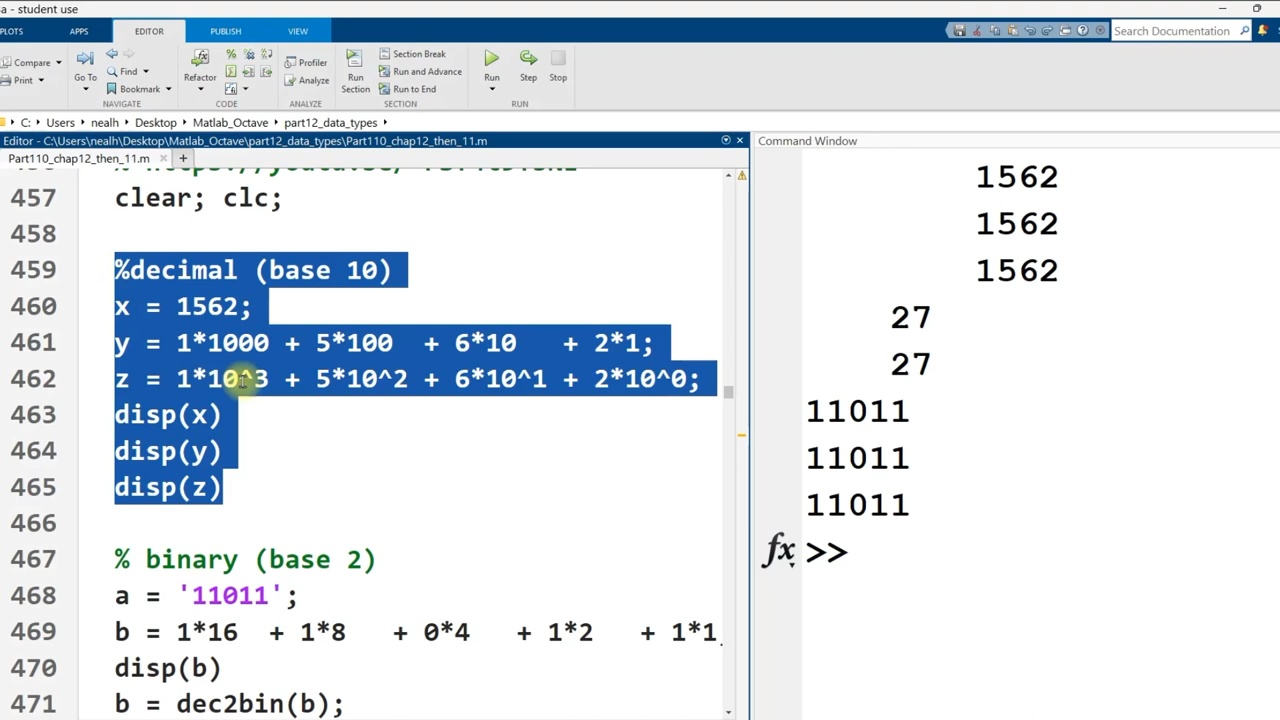 a - student use
PLOTS APPS EDITOR PUBLISH VIEW Search Documentation
Compare Go To Find Refactor Profiler Run Section Section Break Run Step Stop
Print Bookmark Analyze Run and Advance
Run to End
NAVIGATE CODE ANALYZE SECTION RUN
C: Users nealh Desktop Matlab_Octave part12_data_types
Editor - C:\Users\nealh\Desktop\Matlab_Octave\part12_data_types\Part110_chap12_then_11.m
Part110_chap12_then_11.m × +
457 clear; clc;
458
459 %decimal (base 10)
460 x = 1562;
461 y = 1*1000 + 5*100 + 6*10 + 2*1;
462 z = 1*10^3 + 5*10^2 + 6*10^1 + 2*10^0;
463 disp(x)
464 disp(y)
465 disp(z)
466
467 % binary (base 2)
468 a = '11011';
469 b = 1*16 + 1*8 + 0*4 + 1*2 + 1*1
470 disp(b)
471 b = dec2bin(b);
Command Window
1562
1562
1562
27
27
11011
11011
11011
fx >>